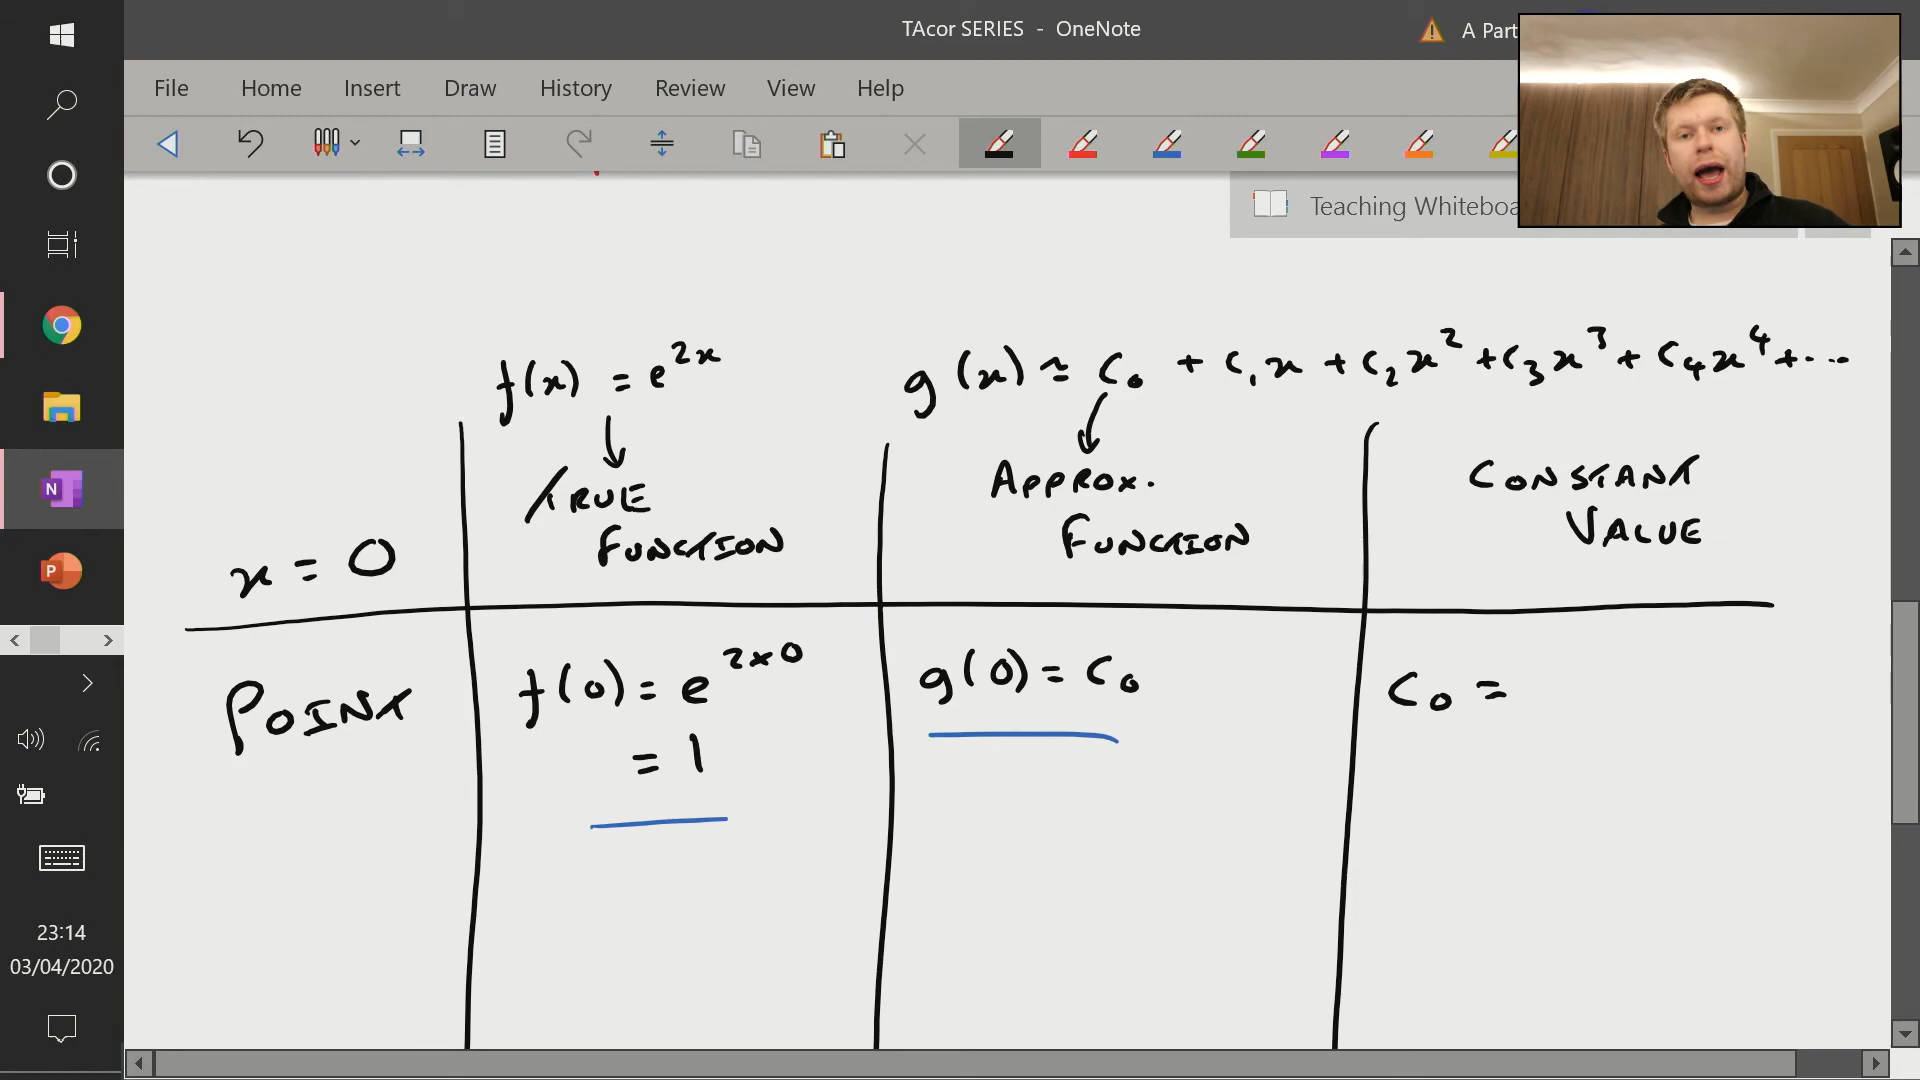 TAcor SERIES - OneNote
A Part
File Home Insert Draw History Review View Help
Teaching Whiteboa
f(x) = e^2x
g(x) ≈ C₀ + C₁x + C₂x² + C₃x³ + C₄x⁴ + ...
TRUE
FUNCTION
APPROX.
FUNCTION
CONSTANT
VALUE
x = 0
POINT
f(0) = e^2×0
= 1
g(0) = C₀
C₀ =
N
P
23:14
03/04/2020